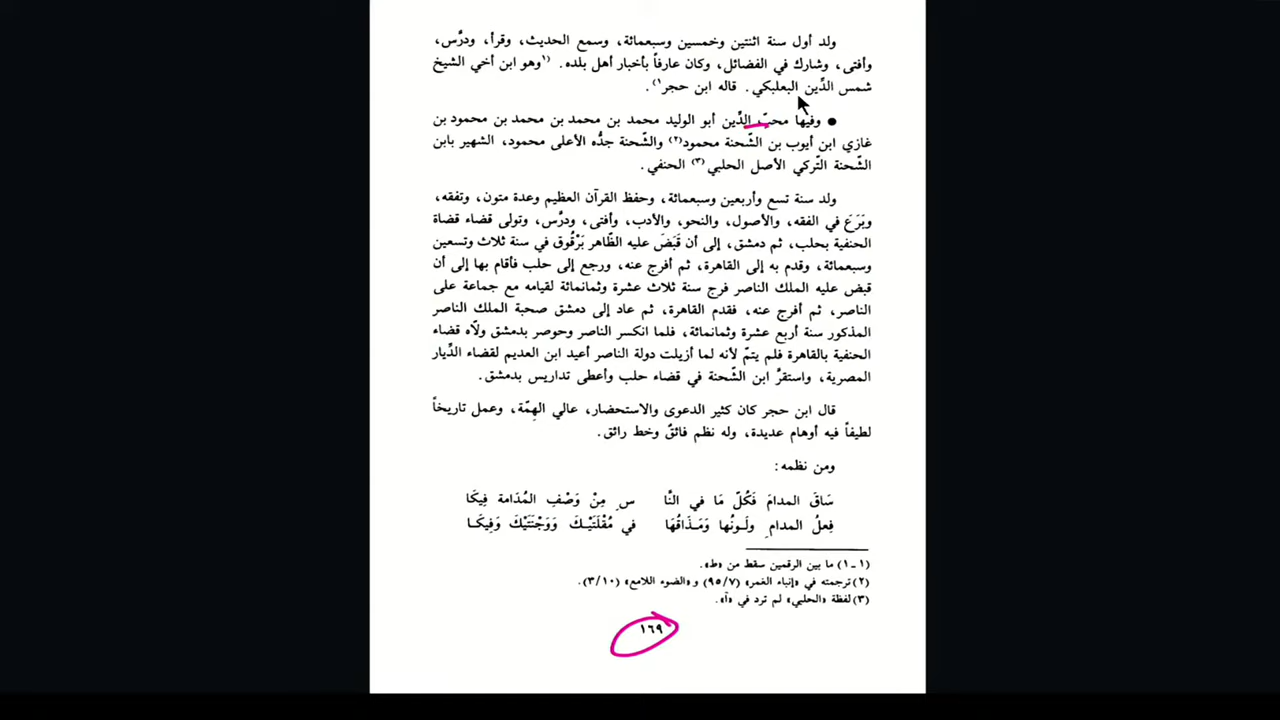 ولد أول سنة اثنتين وخمسين وسبعمائة، وسمع الحديث، وقرأ، ودرَّس،
وأفتى، وشارك في الفضائل، وكان عارفاً بأخبار أهل بلده. (١وهو ابن أخي الشيخ
شمس الدِّين البعلبكي. قاله ابن حجر١).
● وفيها محبّ الدِّين أبو الوليد محمد بن محمد بن محمد بن محمود بن
غازي ابن أيوب بن الشّحنة محمود(٢) والشّحنة جدُّه الأعلى محمود، الشهير بابن
الشّحنة التّركي الأصل الحلبي(٣) الحنفي.
ولد سنة تسع وأربعين وسبعمائة، وحفظ القرآن العظيم وعدة متون، وتفقه،
وبَرَعَ في الفقه، والأصول، والنحو، والأدب، وأفتى، ودرَّس، وتولى قضاء قضاة
الحنفية بحلب، ثم دمشق، إلى أن قَبَضَ عليه الظّاهر بَرْقُوق في سنة ثلاث وتسعين
وسبعمائة، وقدم به إلى القاهرة، ثم أفرج عنه، ورجع إلى حلب فأقام بها إلى أن
قبض عليه الملك الناصر فرج سنة ثلاث عشرة وثمانمائة لقيامه مع جماعة على
الناصر، ثم أفرج عنه، فقدم القاهرة، ثم عاد إلى دمشق صحبة الملك الناصر
المذكور سنة أربع عشرة وثمانمائة، فلما انكسر الناصر وحوصر بدمشق ولاّه قضاء
الحنفية بالقاهرة فلم يتمّ لأنه لما أزيلت دولة الناصر أعيد ابن العديم لقضاء الدِّيار
المصرية، واستقرَّ ابن الشّحنة في قضاء حلب وأعطى تداريس بدمشق.
قال ابن حجر كان كثير الدعوى والاستحضار، عالي الهِمّة، وعمل تاريخاً
لطيفاً فيه أوهام عديدة، وله نظم فائقٌ وخط رائق.
ومن نظمه:
سَاقَ المدامَ فَكُلّ مَا في النَّا س ِ مِنْ وَصْفِ المُدَامة فِيكَا
فِعلُ المدام ِ ولَونُها وَمَذَاقُهَا في مُقْلَتَيْكَ وَوَجْنَتَيْكَ وَفِيكَا
(١-١) ما بين الرقمين سقط من «ط».
(٢) ترجمته في «إنباء الغمر» (٩٥/٧) و«الضوء اللامع» (٣/١٠).
(٣) لفظة «الحلبي» لم ترد في «آ».
١٦٩